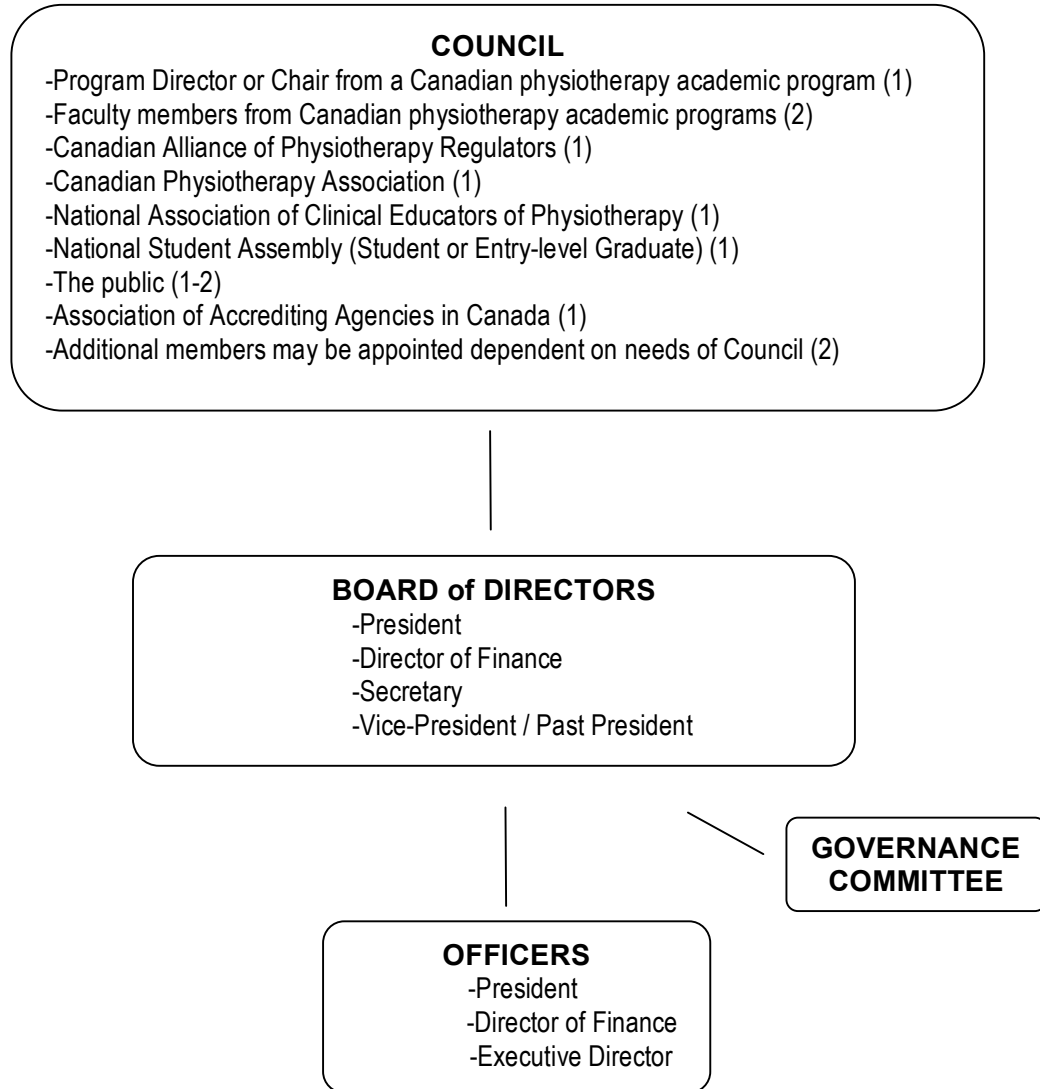 COUNCIL
-Program Director or Chair from a Canadian physiotherapy academic program (1)
-Faculty members from Canadian physiotherapy academic programs (2)
-Canadian Alliance of Physiotherapy Regulators (1)
-Canadian Physiotherapy Association (1)
-National Association of Clinical Educators of Physiotherapy (1)
-National Student Assembly (Student or Entry-level Graduate) (1)
-The public (1-2)
-Association of Accrediting Agencies in Canada (1)
-Additional members may be appointed dependent on needs of Council (2)
BOARD of DIRECTORS
-President
-Director of Finance
-Secretary
-Vice-President / Past President
GOVERNANCE
COMMITTEE
OFFICERS
-President
-Director of Finance
-Executive Director